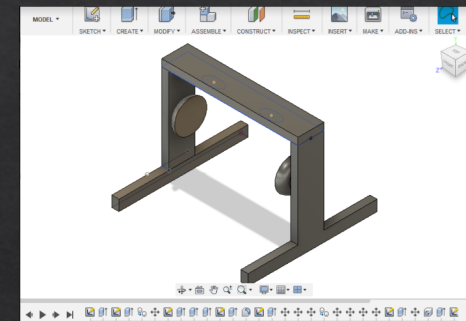 MODEL ▾
SKETCH ▾ CREATE ▾ MODIFY ▾ ASSEMBLE ▾ CONSTRUCT ▾ INSPECT ▾ INSERT ▾ MAKE ▾ ADD-INS ▾ SELECT ▾
Z